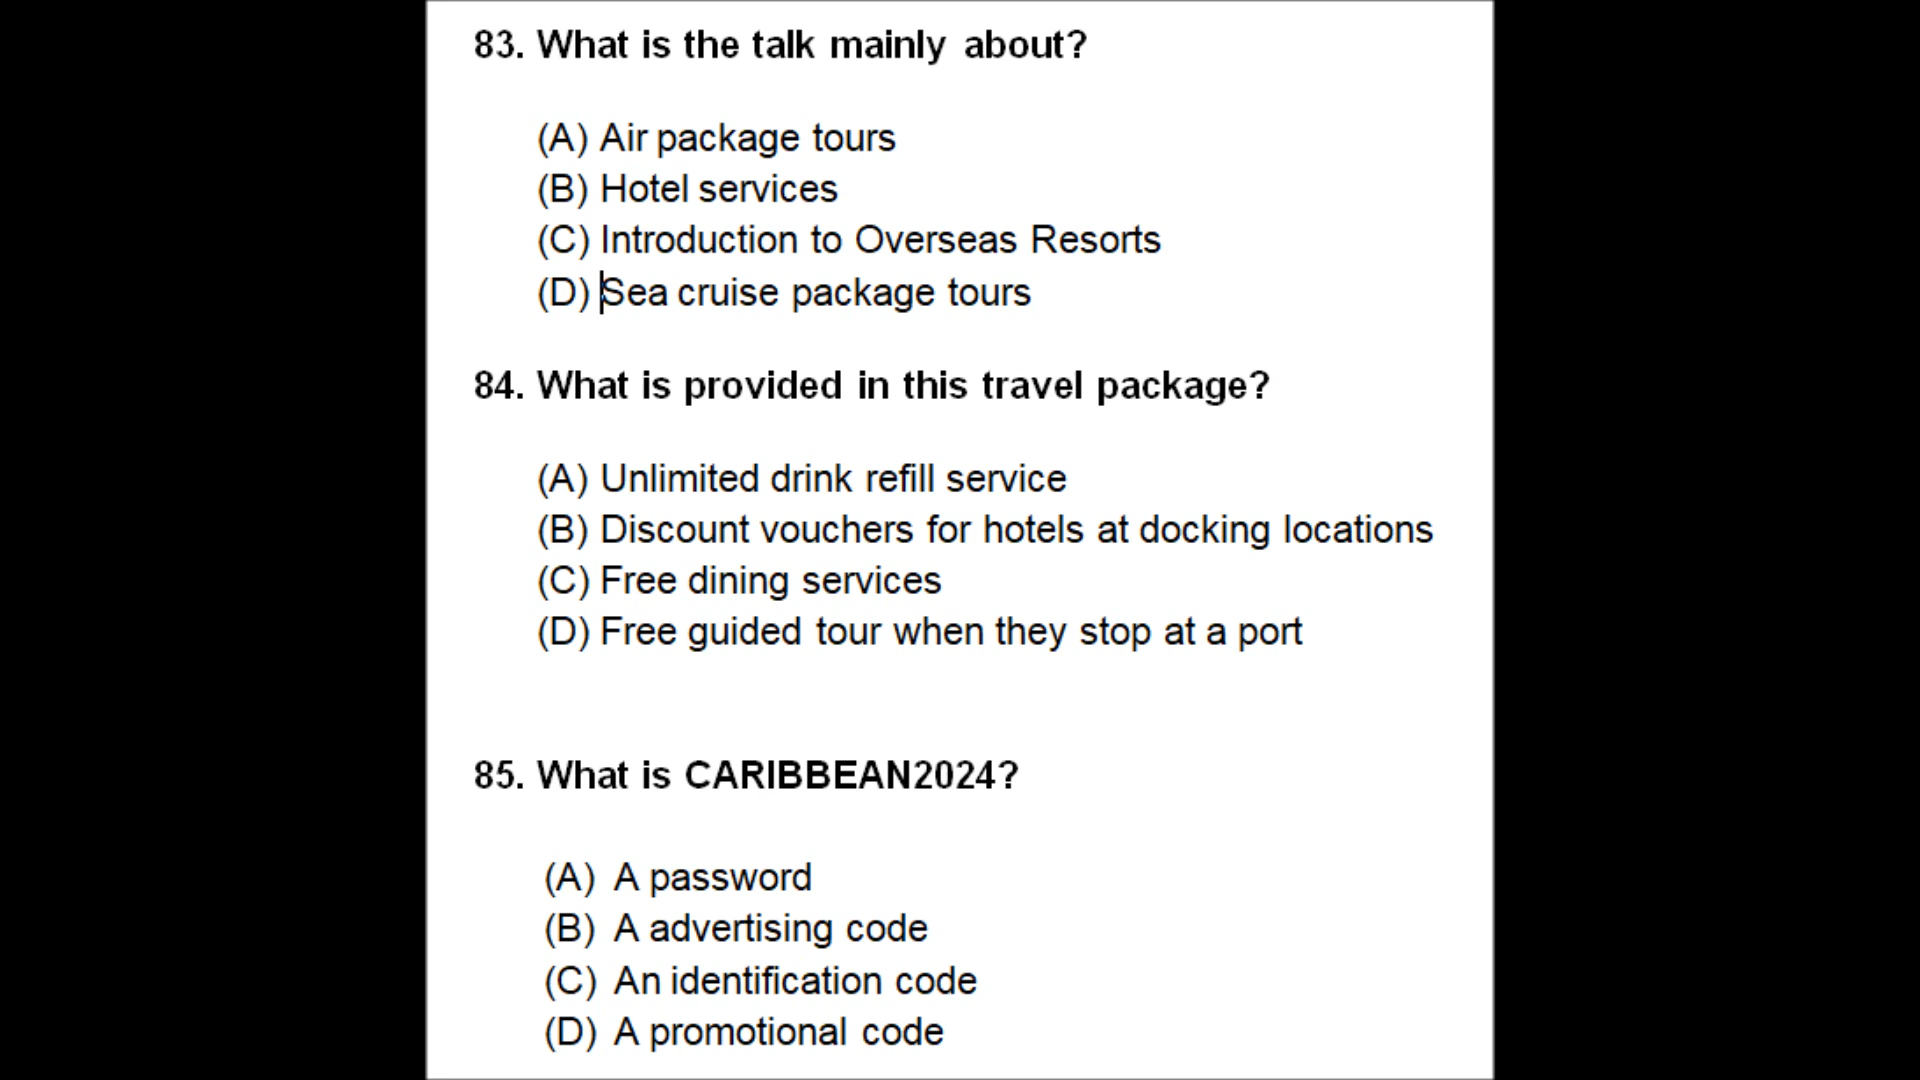 83. What is the talk mainly about?
(A) Air package tours
(B) Hotel services
(C) Introduction to Overseas Resorts
(D) Sea cruise package tours
84. What is provided in this travel package?
(A) Unlimited drink refill service
(B) Discount vouchers for hotels at docking locations
(C) Free dining services
(D) Free guided tour when they stop at a port
85. What is CARIBBEAN2024?
(A) A password
(B) A advertising code
(C) An identification code
(D) A promotional code